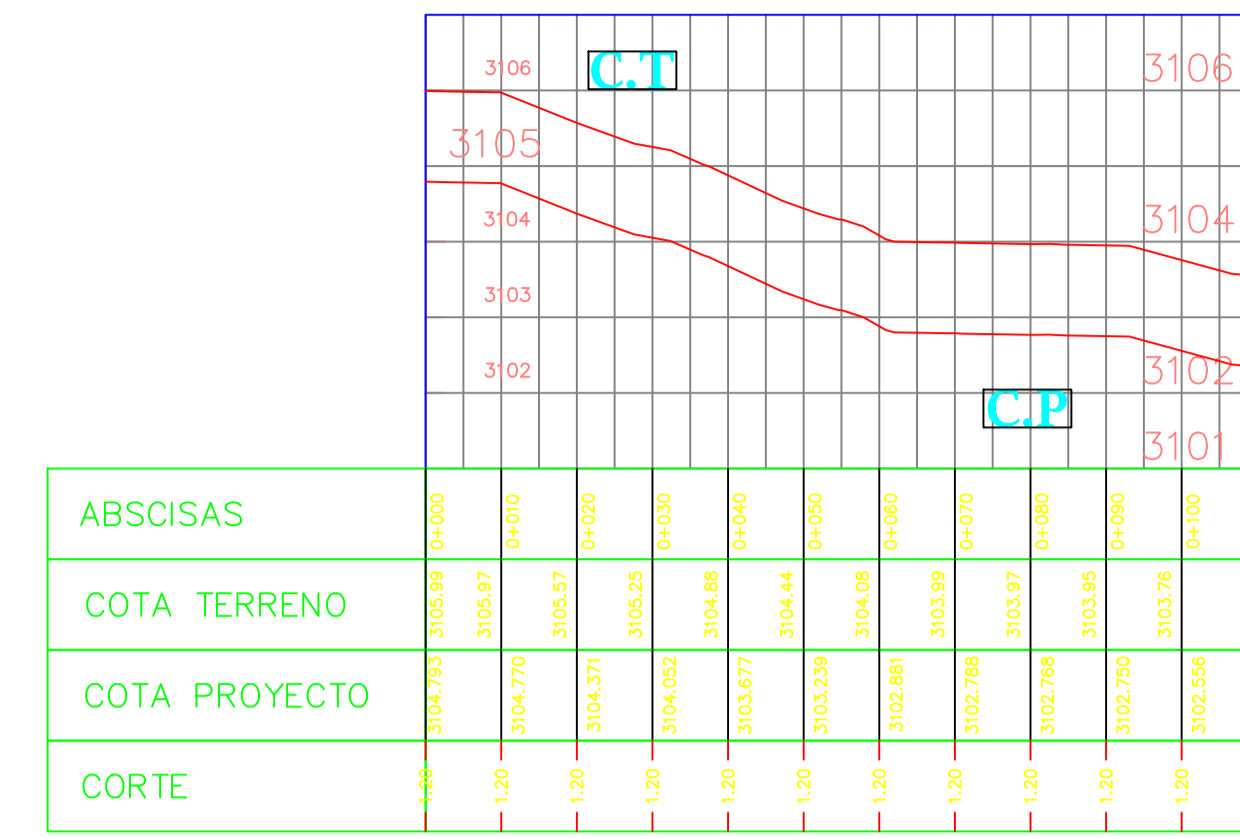 C.T
3106 3106
3105
3104 3104
3103
3102 3102
C.P
3101
ABSCISAS 0+000 0+010 0+020 0+030 0+040 0+050 0+060 0+070 0+080 0+090 0+100
COTA TERRENO 3105.99 3105.97 3105.57 3105.25 3104.88 3104.44 3104.08 3103.99 3103.97 3103.95 3103.76
COTA PROYECTO 3104.793 3104.770 3104.371 3104.052 3103.677 3103.239 3102.881 3102.788 3102.768 3102.750 3102.556
CORTE 1.20 1.20 1.20 1.20 1.20 1.20 1.20 1.20 1.20 1.20 1.20